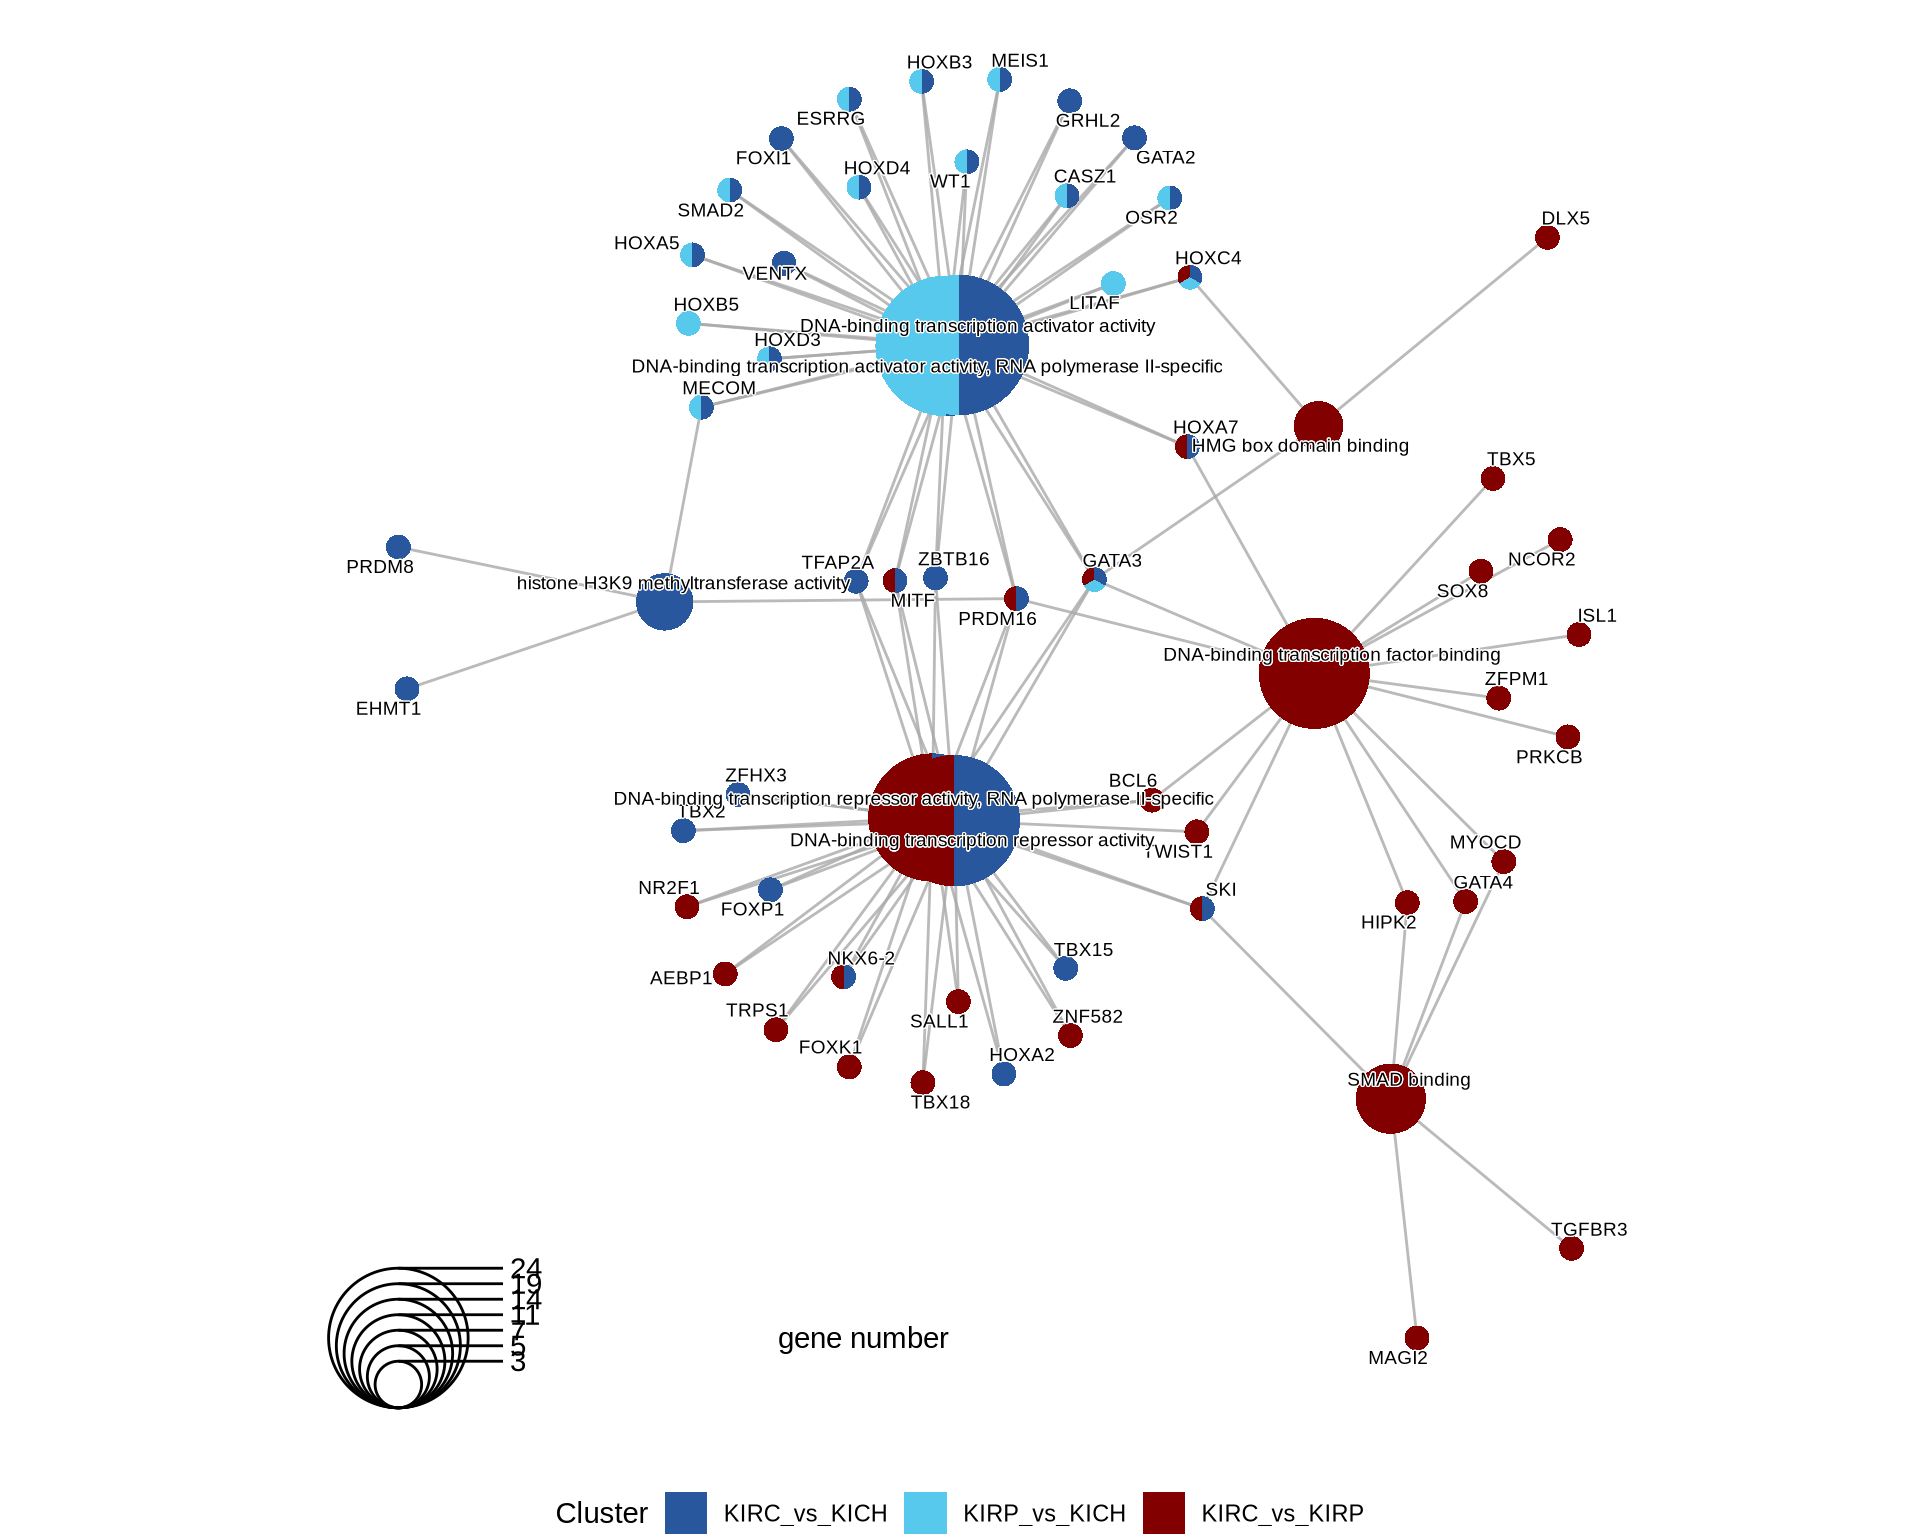 HOXB3
MEIS1
ESRRG
GRHL2
FOXI1
GATA2
HOXD4
WT1
CASZ1
SMAD2
OSR2
DLX5
HOXA5
HOXC4
VENTX
HOXB5
LITAF
DNA-binding transcription activator activity
HOXD3
DNA-binding transcription activator activity, RNA polymerase II-specific
MECOM
HOXA7
HMG box domain binding
TBX5
PRDM8
TFAP2A
ZBTB16
GATA3
NCOR2
histone H3K9 methyltransferase activity
SOX8
MITF
PRDM16
ISL1
DNA-binding transcription factor binding
ZFPM1
EHMT1
PRKCB
ZFHX3
BCL6
DNA-binding transcription repressor activity, RNA polymerase II-specific
TBX2
DNA-binding transcription repressor activity
TWIST1
MYOCD
NR2F1
SKI
GATA4
FOXP1
HIPK2
TBX15
NKX6-2
AEBP1
TRPS1
SALL1
ZNF582
FOXK1
HOXA2
SMAD binding
TBX18
TGFBR3
24
19
14
11
7
5
3
gene number
MAGI2
Cluster KIRC_vs_KICH KIRP_vs_KICH KIRC_vs_KIRP